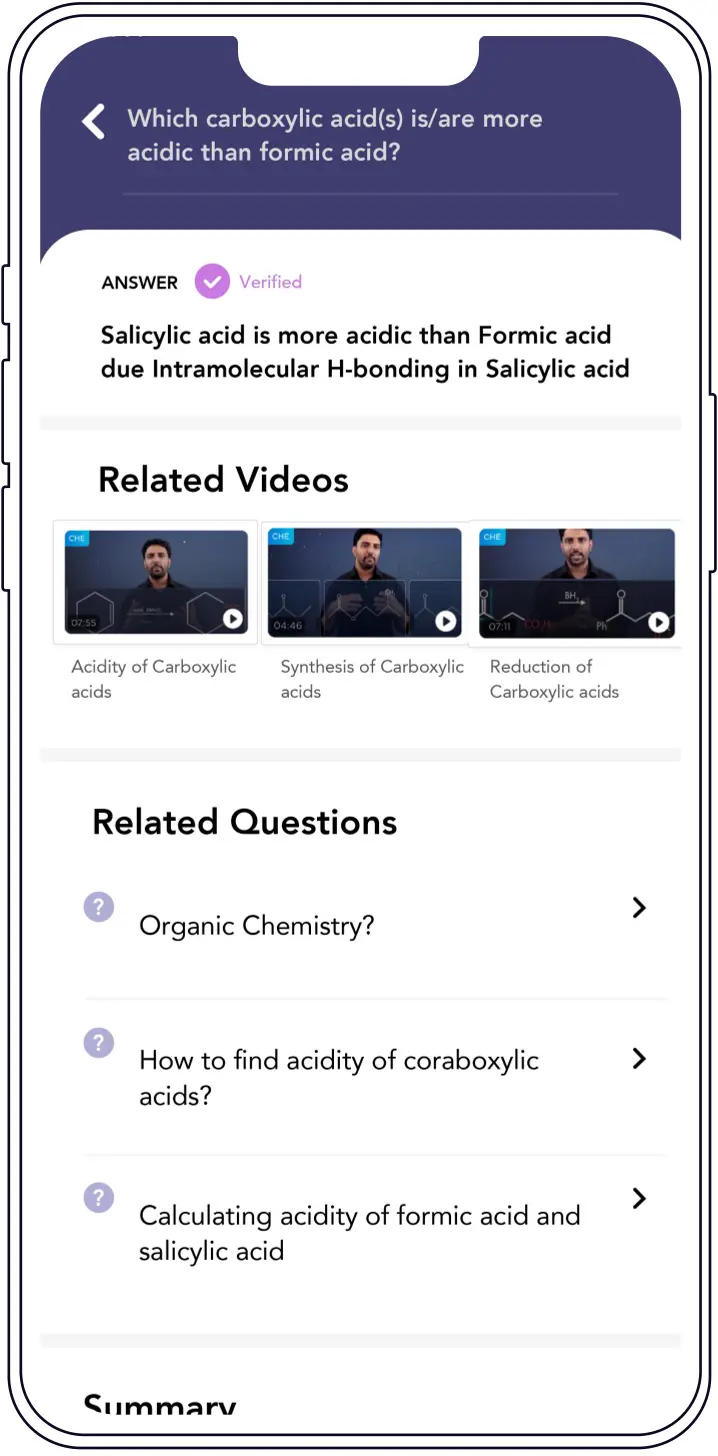 Which carboxylic acid(s) is/are more
acidic than formic acid?
ANSWER
Verified
Salicylic acid is more acidic than Formic acid
due Intramolecular H-bonding in Salicylic acid
Related Videos
CHE
07:55
CHE
04:46
CHE
BH₃
CO₂H
Ph
07:11
Acidity of Carboxylic
acids
Synthesis of Carboxylic
acids
Reduction of
Carboxylic acids
Related Questions
?
Organic Chemistry?
?
How to find acidity of coraboxylic
acids?
?
Calculating acidity of formic acid and
salicylic acid
Summary